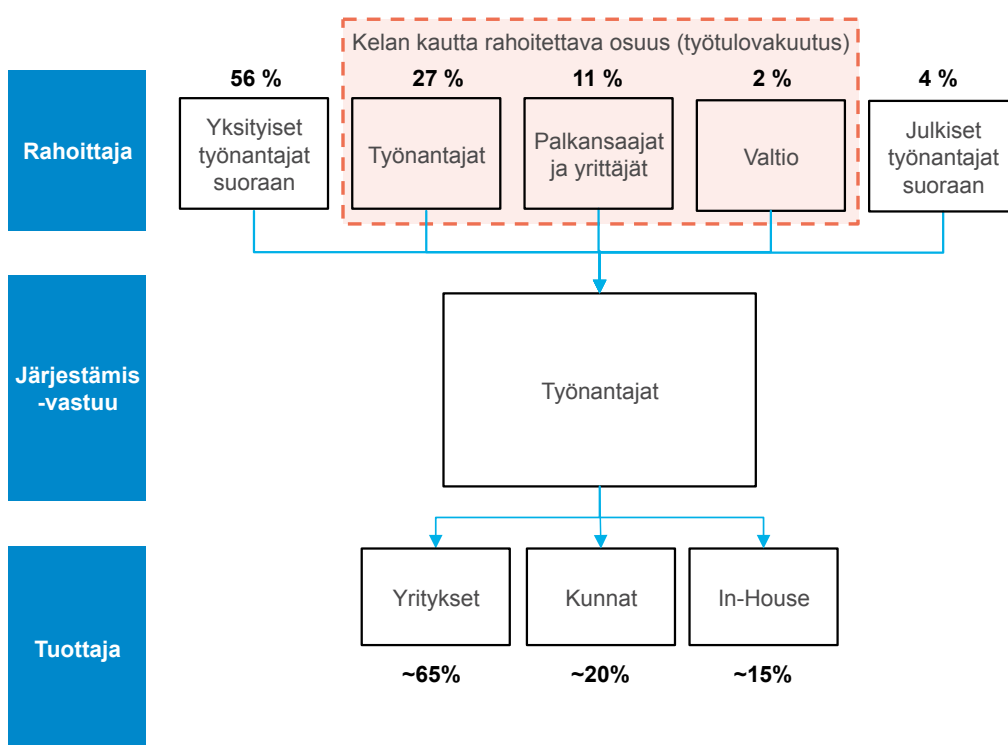 Kelan kautta rahoitettava osuus (työtulovakuutus)
56 %
27 %
11 %
2 %
4 %
Rahoittaja
Yksityiset
työnantajat
suoraan
Työnantajat
Palkansaajat
ja yrittäjät
Valtio
Julkiset
työnantajat
suoraan
Järjestämis
-vastuu
Työnantajat
Tuottaja
Yritykset
Kunnat
In-House
~65%
~20%
~15%